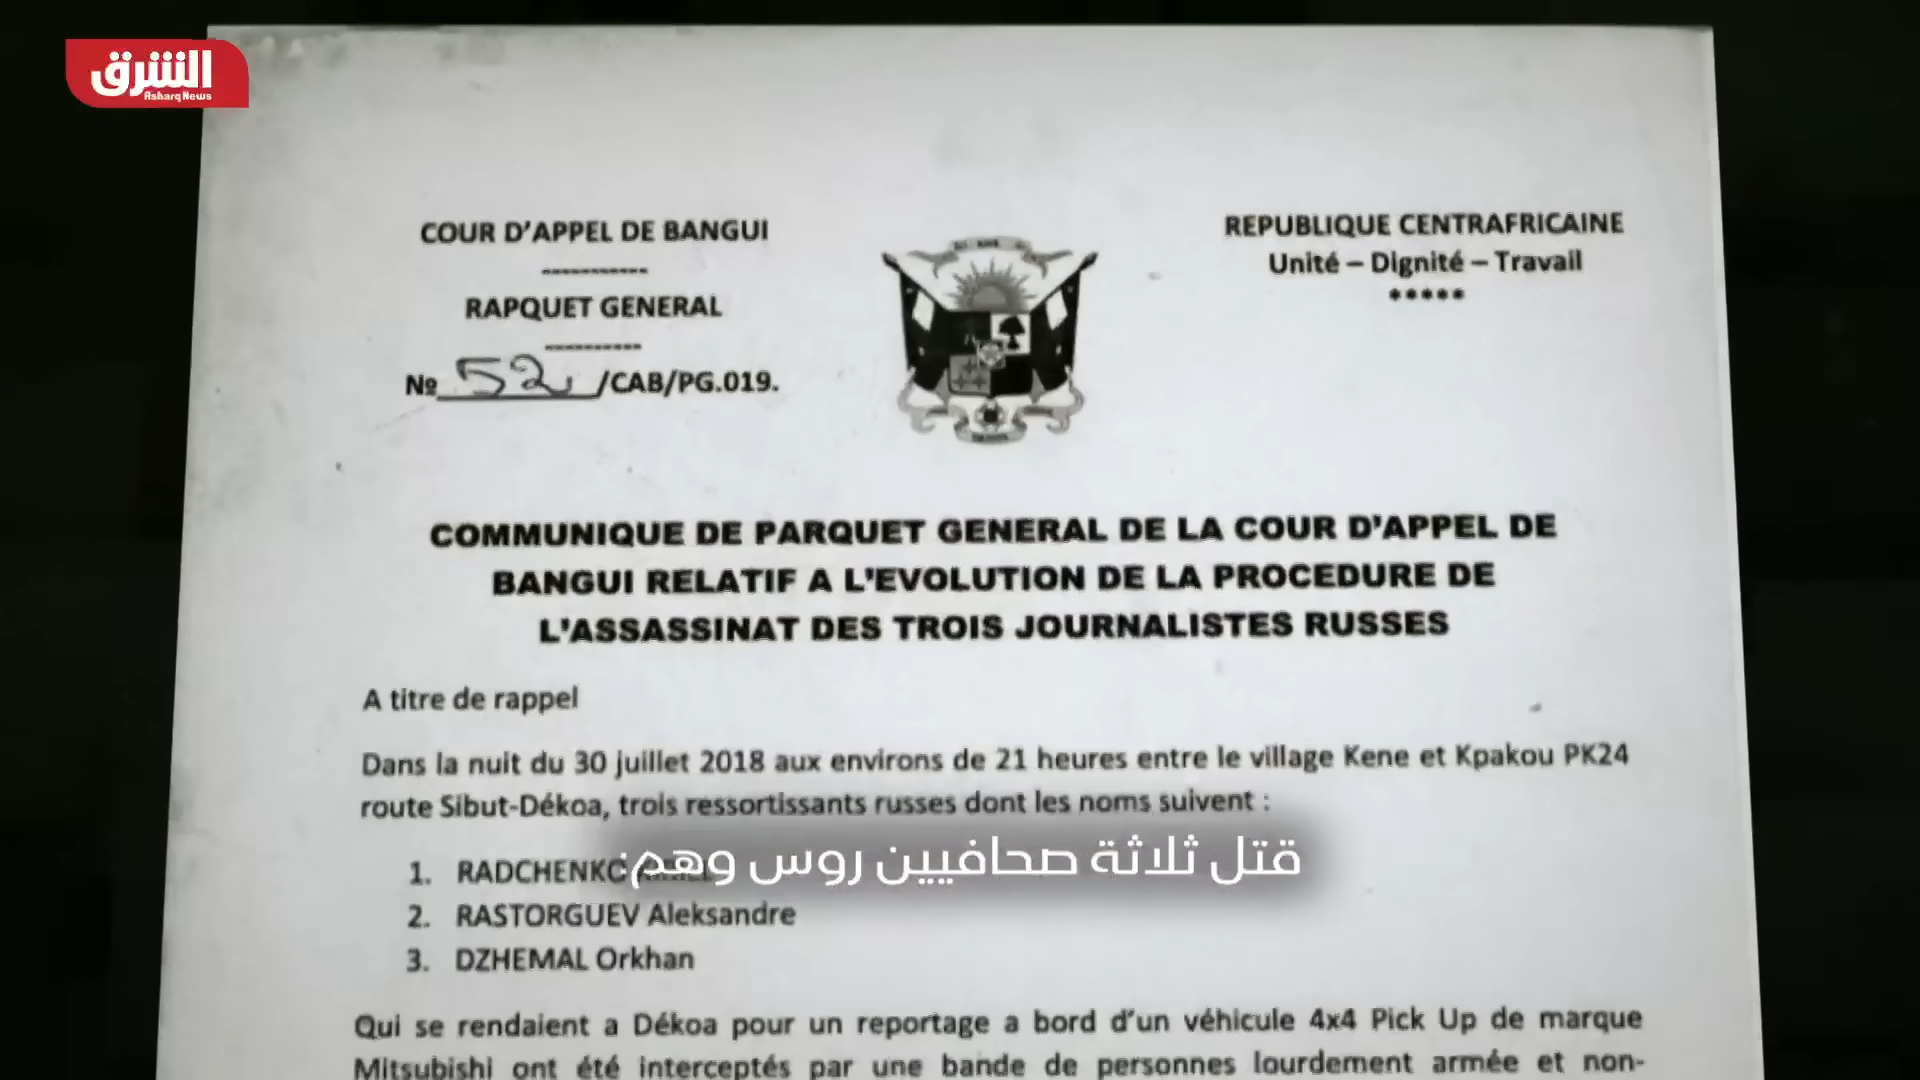 الشرق
Asharq News
COUR D'APPEL DE BANGUI
-----------
RAPQUET GENERAL
----------
№ 52 /CAB/PG.019.
REPUBLIQUE CENTRAFRICAINE
Unité – Dignité – Travail
*****
COMMUNIQUE DE PARQUET GENERAL DE LA COUR D'APPEL DE
BANGUI RELATIF A L'EVOLUTION DE LA PROCEDURE DE
L'ASSASSINAT DES TROIS JOURNALISTES RUSSES
A titre de rappel
Dans la nuit du 30 juillet 2018 aux environs de 21 heures entre le village Kene et Kpakou PK24
route Sibut-Dékoa, trois ressortissants russes dont les noms suivent :
قتل ثلاثة صحافيين روس وهم:
1. RADCHENKO
2. RASTORGUEV Aleksandre
3. DZHEMAL Orkhan
Qui se rendaient a Dékoa pour un reportage a bord d'un véhicule 4x4 Pick Up de marque
Mitsubishi ont été interceptés par une bande de personnes lourdement armée et non-